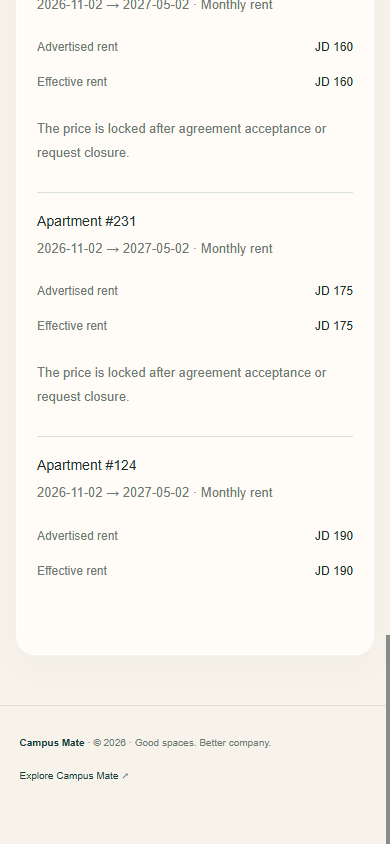 2026-11-02 → 2027-05-02 · Monthly rent
Advertised rent JD 160
Effective rent JD 160
The price is locked after agreement acceptance or
request closure.
Apartment #231
2026-11-02 → 2027-05-02 · Monthly rent
Advertised rent JD 175
Effective rent JD 175
The price is locked after agreement acceptance or
request closure.
Apartment #124
2026-11-02 → 2027-05-02 · Monthly rent
Advertised rent JD 190
Effective rent JD 190
Campus Mate · © 2026 · Good spaces. Better company.
Explore Campus Mate ↗